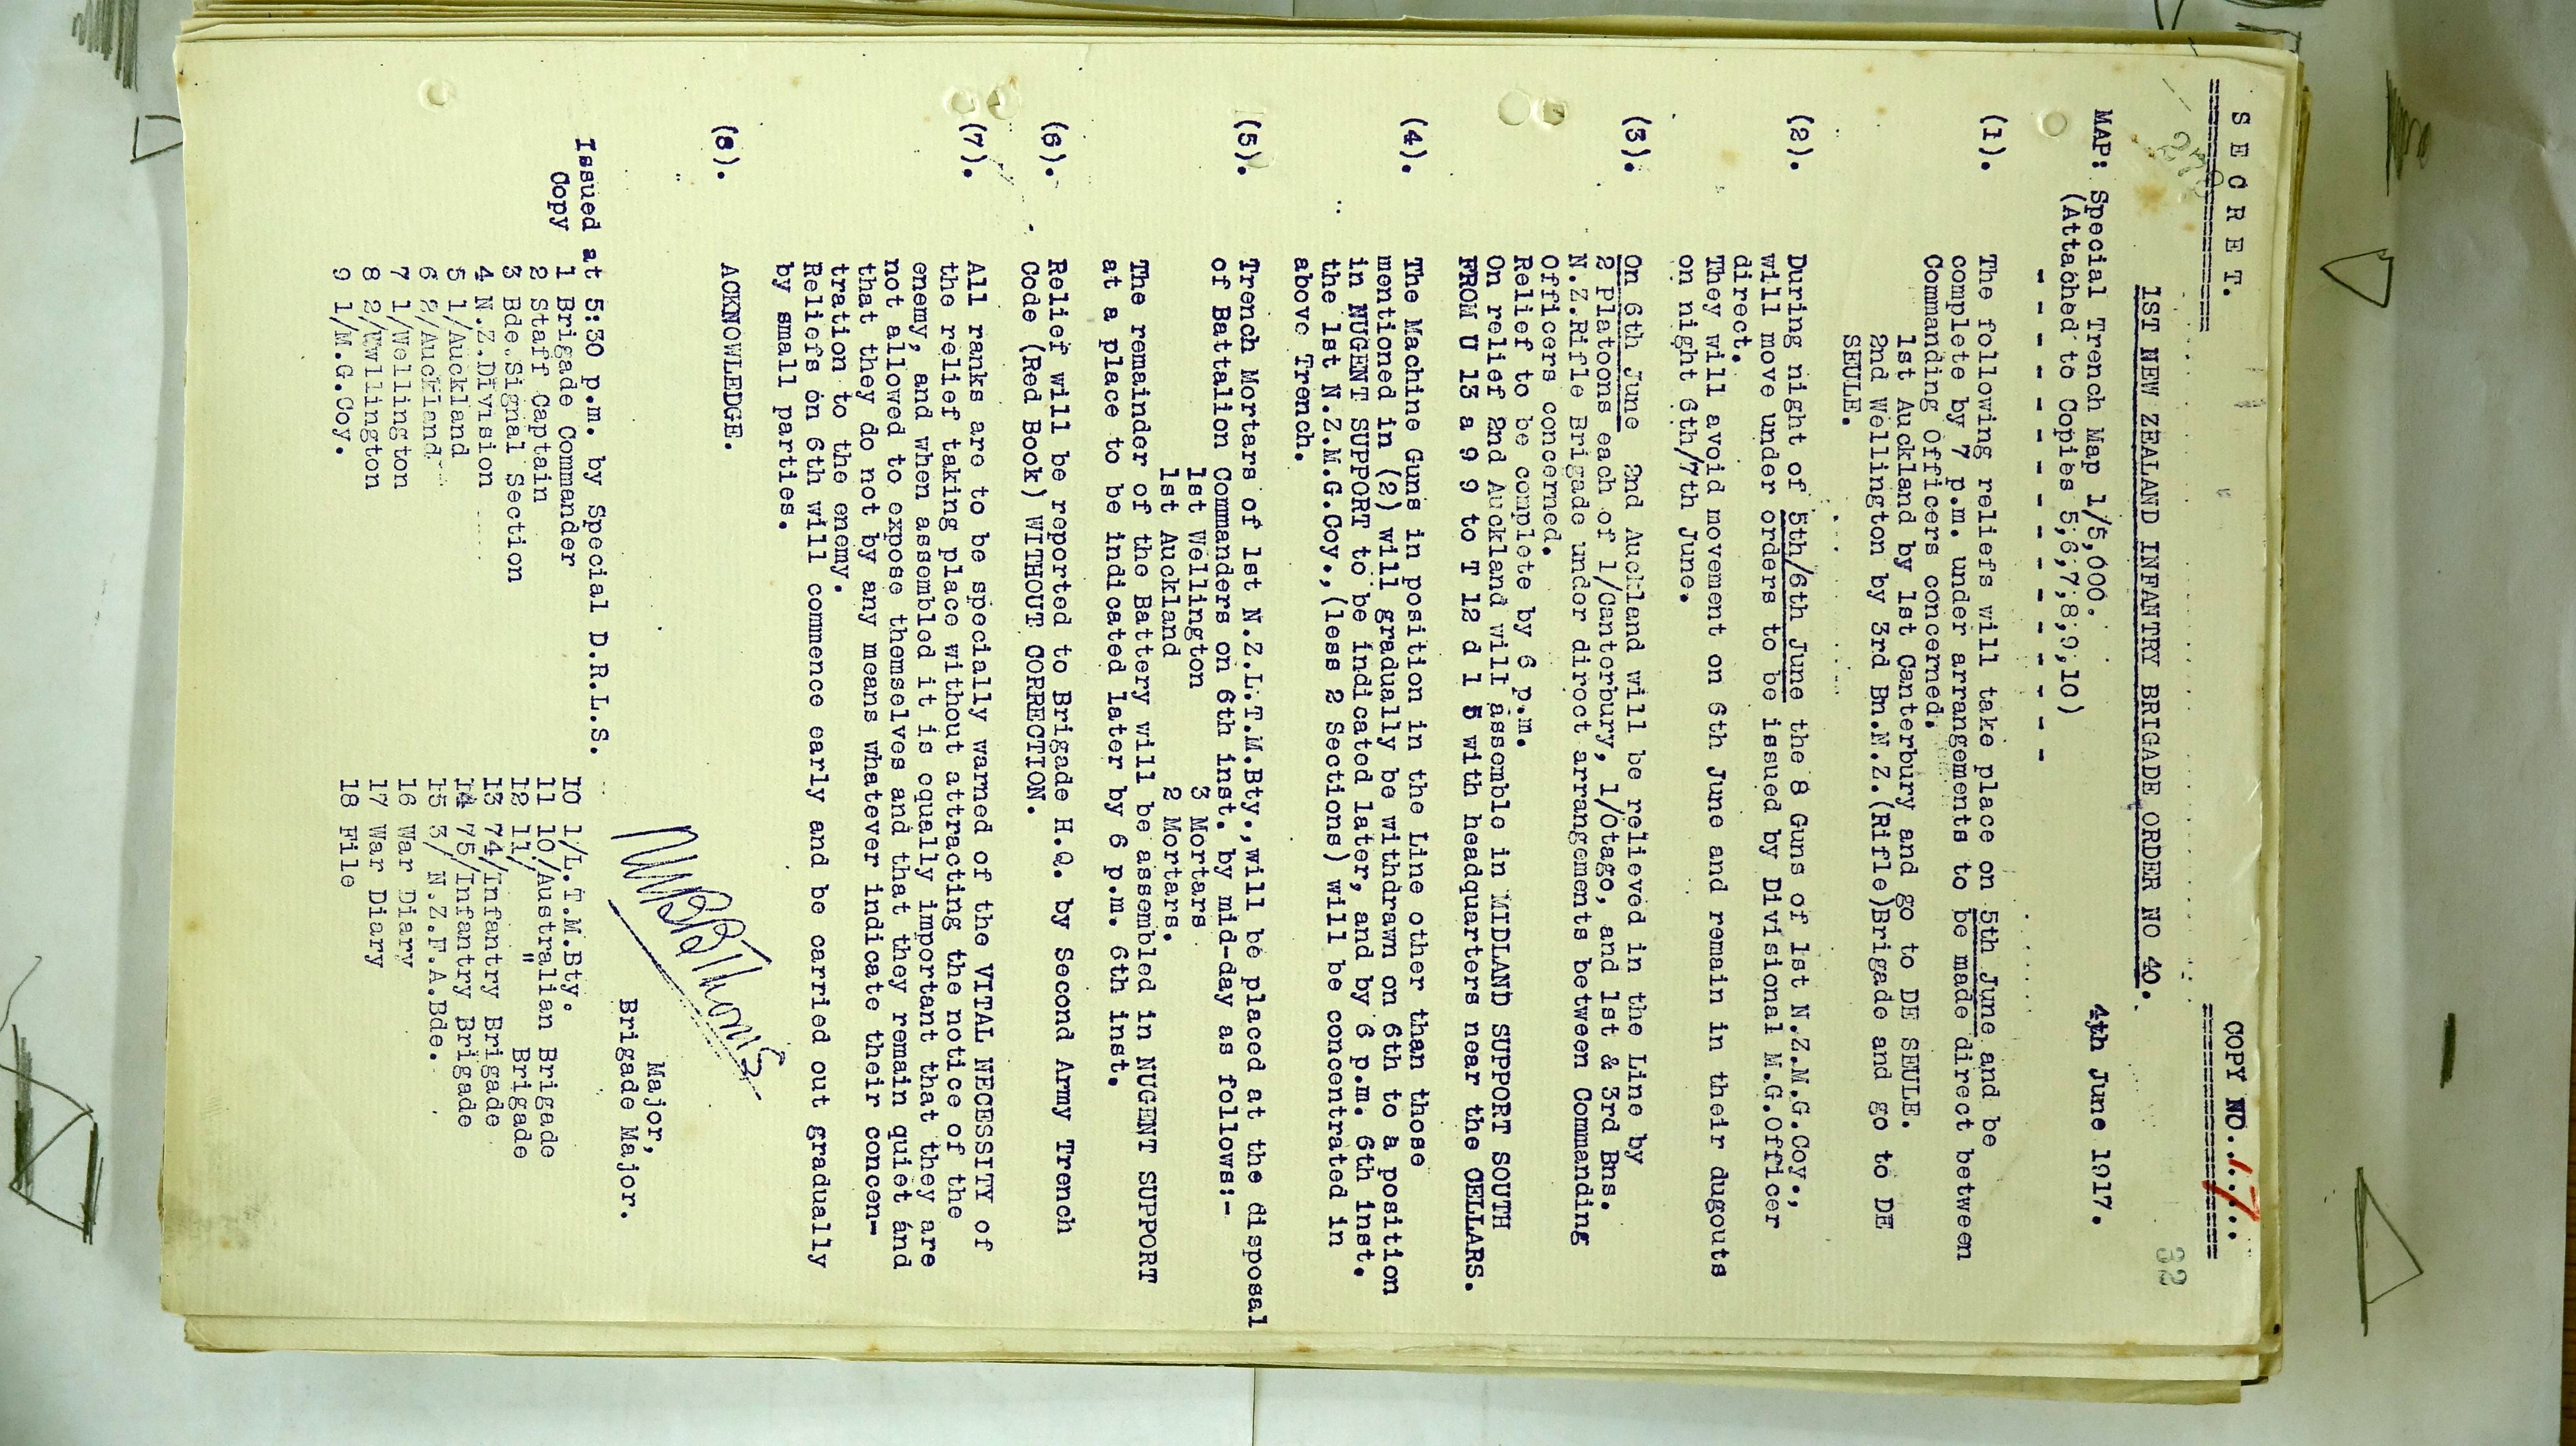 S E C R E T.
COPY NO...17...
32
1ST NEW ZEALAND INFANTRY BRIGADE ORDER NO 40.
4th June 1917.
MAP: Special Trench Map 1/5,000.
(Attached to Copies 5,6,7,8,9,10)
- - - - - - - - - - - - - - - -
(1). The following reliefs will take place on 5th June and be
complete by 7 p.m. under arrangements to be made direct between
Commanding Officers concerned.
1st Auckland by 1st Canterbury and go to DE SEULE.
2nd Wellington by 3rd Bn.N.Z.(Rifle)Brigade and go to DE
SEULE.
(2). During night of 5th/6th June the 8 Guns of 1st N.Z.M.G.Coy.,
will move under orders to be issued by Divisional M.G.Officer
direct.
They will avoid movement on 6th June and remain in their dugouts
on night 6th/7th June.
(3). On 6th June 2nd Auckland will be relieved in the Line by
2 Platoons each of 1/Canterbury, 1/Otago, and 1st & 3rd Bns.
N.Z.Rifle Brigade under direct arrangements between Commanding
Officers concerned.
Relief to be complete by 6 p.m.
On relief 2nd Auckland will assemble in MIDLAND SUPPORT SOUTH
FROM U 13 a 9 9 to T 12 d 1 5 with headquarters near the CELLARS.
(4). The Machine Guns in position in the Line other than those
mentioned in (2) will gradually be withdrawn on 6th to a position
in NUGENT SUPPORT to be indicated later, and by 6 p.m. 6th inst.
the 1st N.Z.M.G.Coy.,(less 2 Sections) will be concentrated in
above Trench.
(5). Trench Mortars of 1st N.Z.L.T.M.Bty.,will be placed at the disposal
of Battalion Commanders on 6th inst. by mid-day as follows:-
1st Wellington 3 Mortars
1st Auckland 2 Mortars.
The remainder of the Battery will be assembled in NUGENT SUPPORT
at a place to be indicated later by 6 p.m. 6th inst.
(6). Relief will be reported to Brigade H.Q. by Second Army Trench
Code (Red Book) WITHOUT CORRECTION.
(7). All ranks are to be specially warned of the VITAL NECESSITY of
the relief taking place without attracting the notice of the
enemy, and when assembled it is equally important that they are
not allowed to expose themselves and that they remain quiet and
that they do not by any means whatever indicate their concen-
tration to the enemy.
Reliefs on 6th will commence early and be carried out gradually
by small parties.
(8). ACKNOWLEDGE.
Major,
Brigade Major.
Issued at 5:30 p.m. by Special D.R.L.S.
Copy 1 Brigade Commander
2 Staff Captain
3 Bde.Signal Section
4 N.Z.Division
5 1/Auckland
6 2/Auckland
7 1/Wellington
8 2/Wwllington
9 1/M.G.Coy.
10 1/L.T.M.Bty.
11 10/Australian Brigade
12 11/ " Brigade
13 74/Infantry Brigade
14 75/Infantry Brigade
15 3/ N.Z.F.A.Bde.
16 War Diary
17 War Diary
18 File